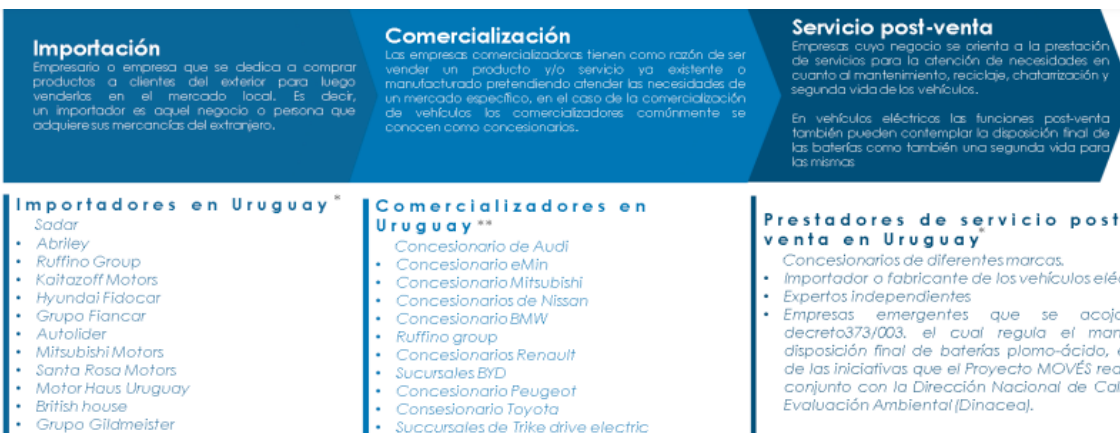 Importación
Empresario o empresa que se dedica a comprar
productos a clientes del exterior para luego
venderlas en el mercado local. Es decir,
un importador es aquel negocio o persona que
adquiere sus mercancías del extranjero.
Comercialización
Las empresas comercializadoras tienen como razón de ser
vender un producto y/o servicio ya existente o
manufacturado pretendiendo atender las necesidades de
un mercado específico, en el caso de la comercialización
de vehículos los comercializadores comúnmente se
conocen como concesionarios.
Servicio post-venta
Empresas cuyo negocio se orienta a la prestación
de servicios para la atención de necesidades en
cuanto al mantenimiento, reciclaje, chatarrización y
segunda vida de los vehículos.
En vehículos eléctricos las funciones post-venta
también pueden contemplar la disposición final de
las baterías como también una segunda vida para
las mismas
Importadores en Uruguay*
Sadar
• Abriley
• Ruffino Group
• Kaitazoff Motors
• Hyundai Fidocar
• Grupo Fiancar
• Autolider
• Mitsubishi Motors
• Santa Rosa Motors
• Motor Haus Uruguay
• British house
• Grupo Gildmeister
Comercializadores en
Uruguay**
Concesionario de Audi
• Concesionario eMin
• Concesionario Mitsubishi
• Concesionarios de Nissan
• Concesionario BMW
• Ruffino group
• Concesionarios Renault
• Sucursales BYD
• Concesionario Peugeot
• Consesionario Toyota
• Succursales de Trike drive electric
Prestadores de servicio post
venta en Uruguay*
Concesionarios de diferentes marcas.
• Importador o fabricante de los vehículos eléc
• Expertos independientes
• Empresas emergentes que se acoja
decreto373/003. el cual regula el man
disposición final de baterías plomo-ácido,
de las iniciativas que el Proyecto MOVÉS rea
conjunto con la Dirección Nacional de Cal
Evaluación Ambiental (Dinacea).